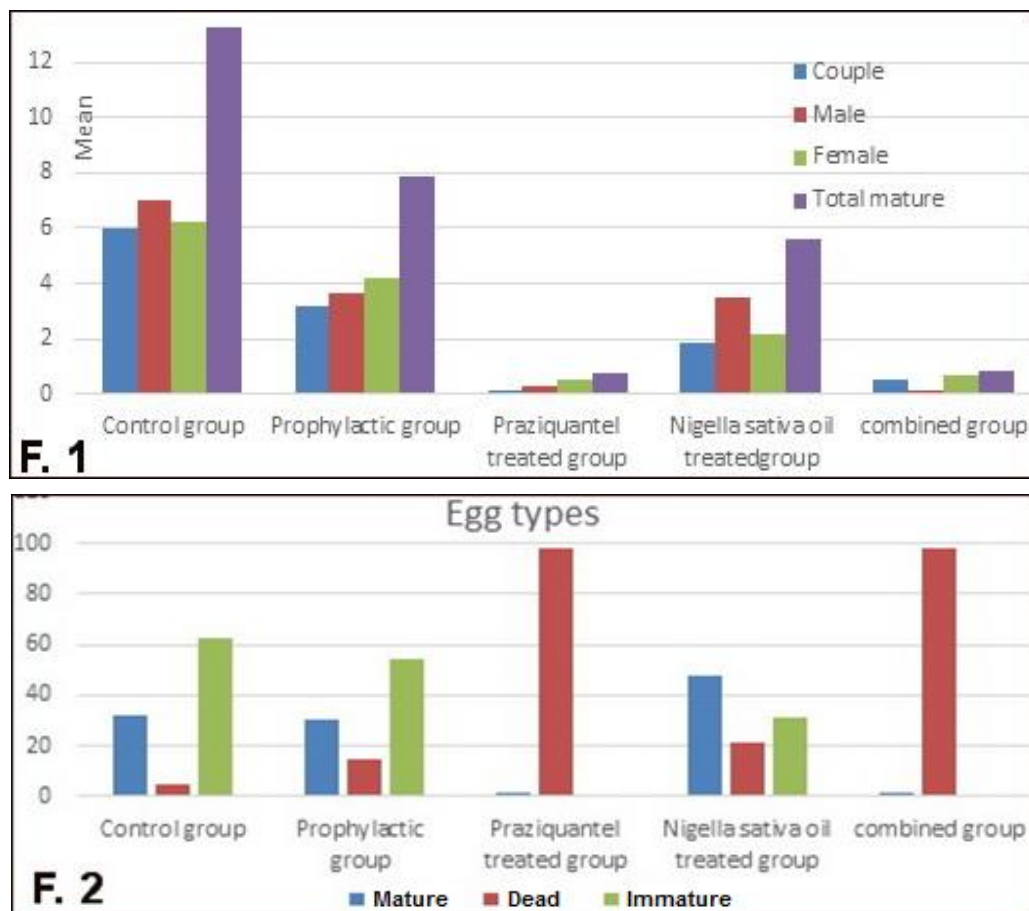 12
10
8
6
4
2
0
Mean
Couple
Male
Female
Total mature
Control group
Prophylactic group
Praziquantel
treated group
Nigella sativa oil
treatedgroup
combined group
F. 1
Egg types
100
80
60
40
20
0
Control group
Prophylactic
group
Praziquantel
treated group
Nigella sativa oil
treated group
combined group
F. 2
Mature
Dead
Immature